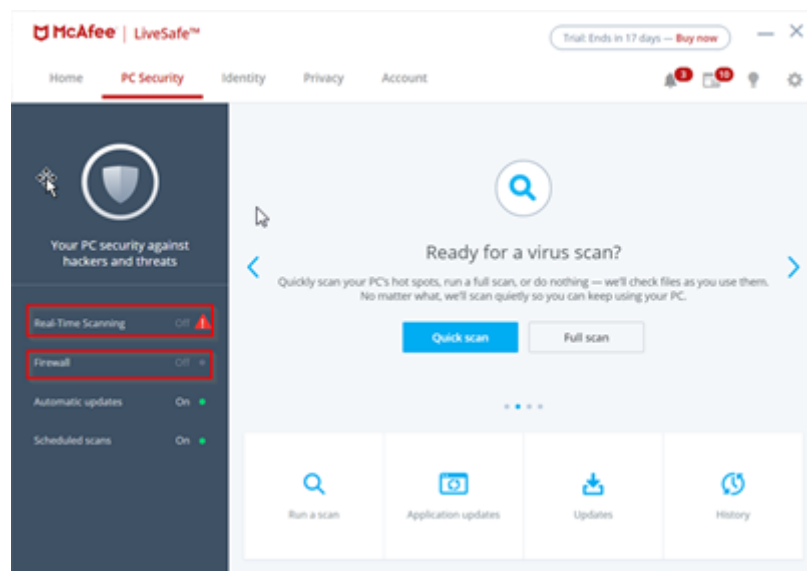 McAfee | LiveSafe™
Trial: Ends in 17 days — Buy now
Home PC Security Identity Privacy Account
3 10
Your PC security against
hackers and threats
Real-Time Scanning Off
Firewall Off
Automatic updates On
Scheduled scans On
Ready for a virus scan?
Quickly scan your PC's hot spots, run a full scan, or do nothing — we'll check files as you use them.
No matter what, we'll scan quietly so you can keep using your PC.
Quick scan Full scan
Run a scan Application updates Updates History